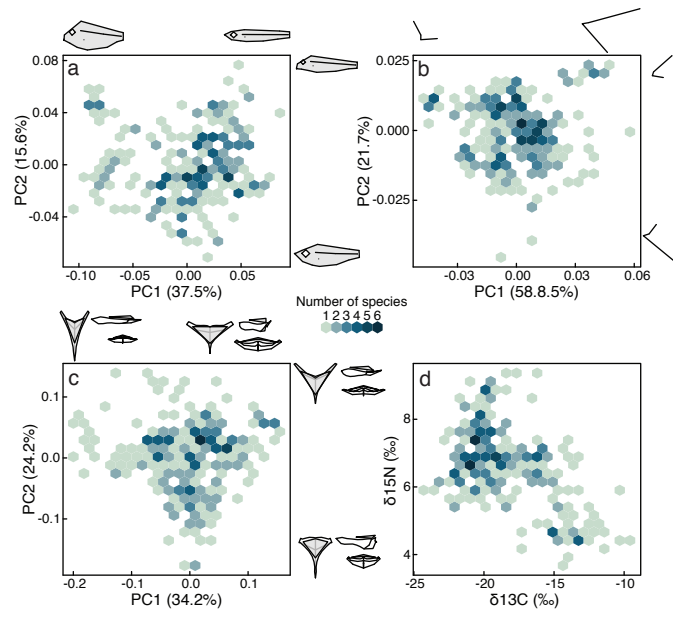 a
0.08
0.04
0.00
-0.04
PC2 (15.6%)
-0.10
-0.05
0.00
0.05
PC1 (37.5%)
b
0.025
0.000
-0.025
PC2 (21.7%)
-0.03
0.00
0.03
0.06
PC1 (58.8.5%)
Number of species
1 2 3 4 5 6
c
0.1
0.0
-0.1
PC2 (24.2%)
-0.2
-0.1
0.0
0.1
PC1 (34.2%)
d
8
6
4
δ15N (‰)
-25
-20
-15
-10
δ13C (‰)